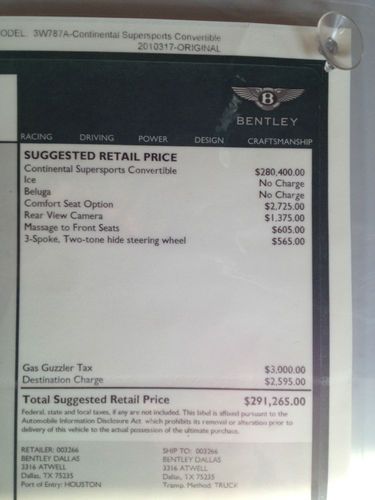 ODEL: 3W787A-Continental Supersports Convertible
2010317-ORIGINAL
B
BENTLEY
RACING DRIVING POWER DESIGN CRAFTSMANSHIP
SUGGESTED RETAIL PRICE
Continental Supersports Convertible $280,400.00
Ice No Charge
Beluga No Charge
Comfort Seat Option $2,725.00
Rear View Camera $1,375.00
Massage to Front Seats $605.00
3-Spoke, Two-tone hide steering wheel $565.00
Gas Guzzler Tax $3,000.00
Destination Charge $2,595.00
Total Suggested Retail Price $291,265.00
Federal, state and local taxes, if any are not included. This label is affixed pursuant to the
Automobile Information Disclosure Act. which prohibits its removal or alteration prior to
delivery of this vehicle to the actual possession of the ultimate purchase.
RETAILER: 003266 SHIP TO: 003266
BENTLEY DALLAS BENTLEY DALLAS
3316 ATWELL 3316 ATWELL
Dallas, TX 75235 Dallas, TX 75235
Port of Entry: HOUSTON Transp. Method: TRUCK